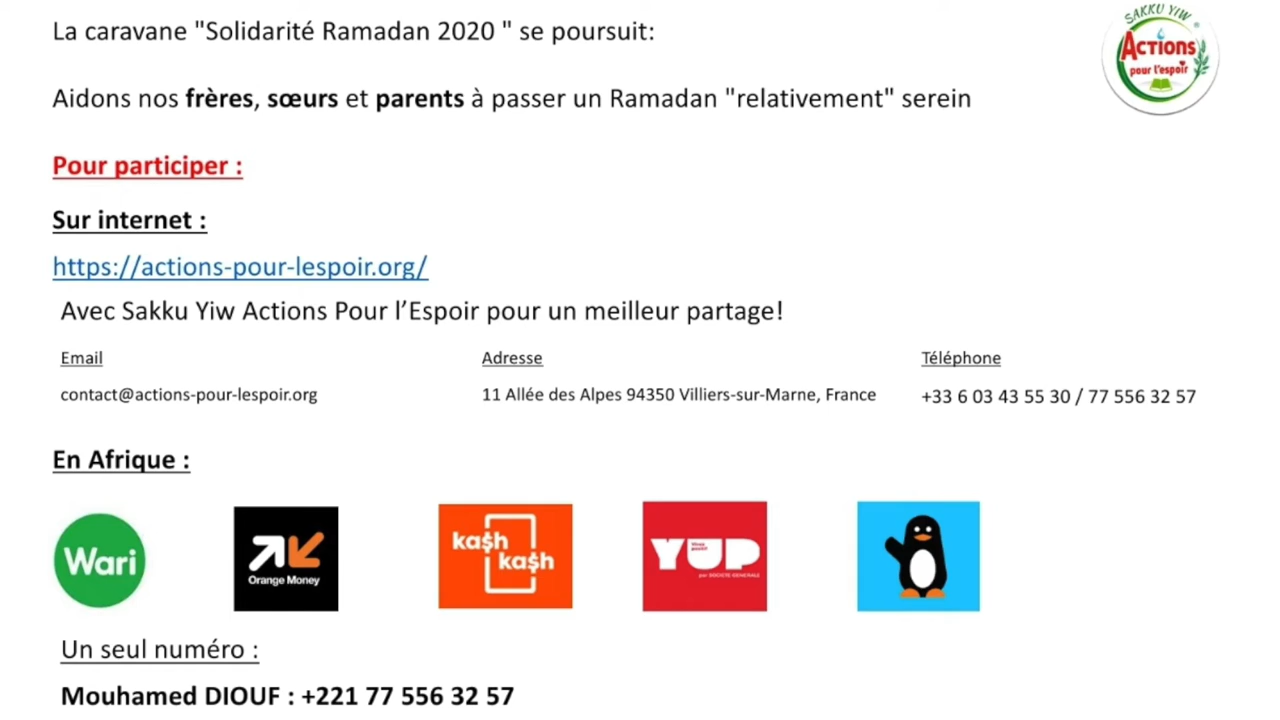 La caravane "Solidarité Ramadan 2020 " se poursuit:
SAKKU YIW
Actions
pour l'espoir
Aidons nos frères, sœurs et parents à passer un Ramadan "relativement" serein
Pour participer :
Sur internet :
https://actions-pour-lespoir.org/
Avec Sakku Yiw Actions Pour l’Espoir pour un meilleur partage!
Email
Adresse
Téléphone
contact@actions-pour-lespoir.org
11 Allée des Alpes 94350 Villiers-sur-Marne, France
+33 6 03 43 55 30 / 77 556 32 57
En Afrique :
Wari
Orange Money
ka$h
ka$h
YUP
par SOCIETE GENERALE
Un seul numéro :
Mouhamed DIOUF : +221 77 556 32 57